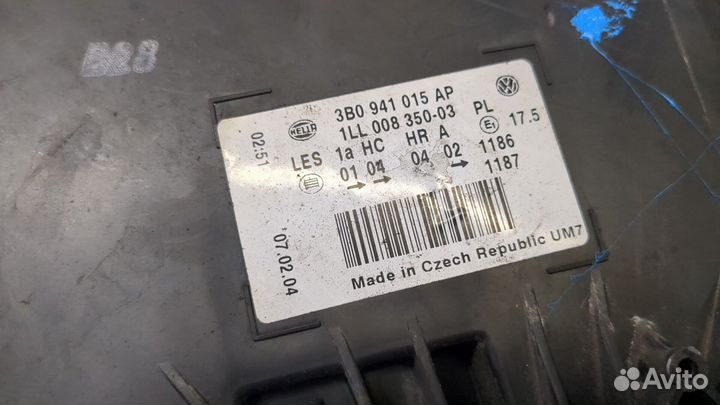 B28
HELLA
3B0 941 015 AP
1LL 008 350-03 PL
LES 1a HC HR A E1 17.5
01 04 04 02 → 1186
→ → 1187
02:51
07.02.04
Made in Czech Republic UM7
Avito